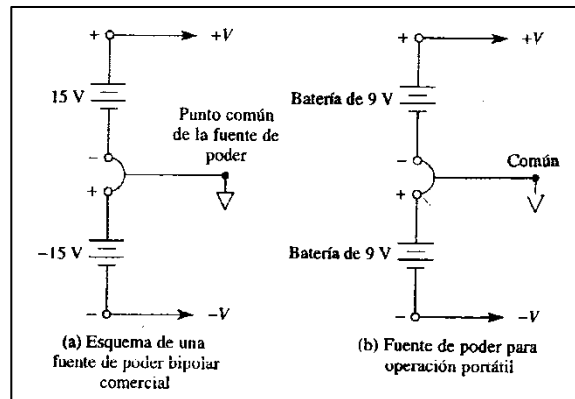 + +V
15 V
Punto común
de la fuente de
poder
−
+
−15 V
− −V
(a) Esquema de una
fuente de poder bipolar
comercial
+ +V
Batería de 9 V
−
Común
+
Batería de 9 V
− −V
(b) Fuente de poder para
operación portátil